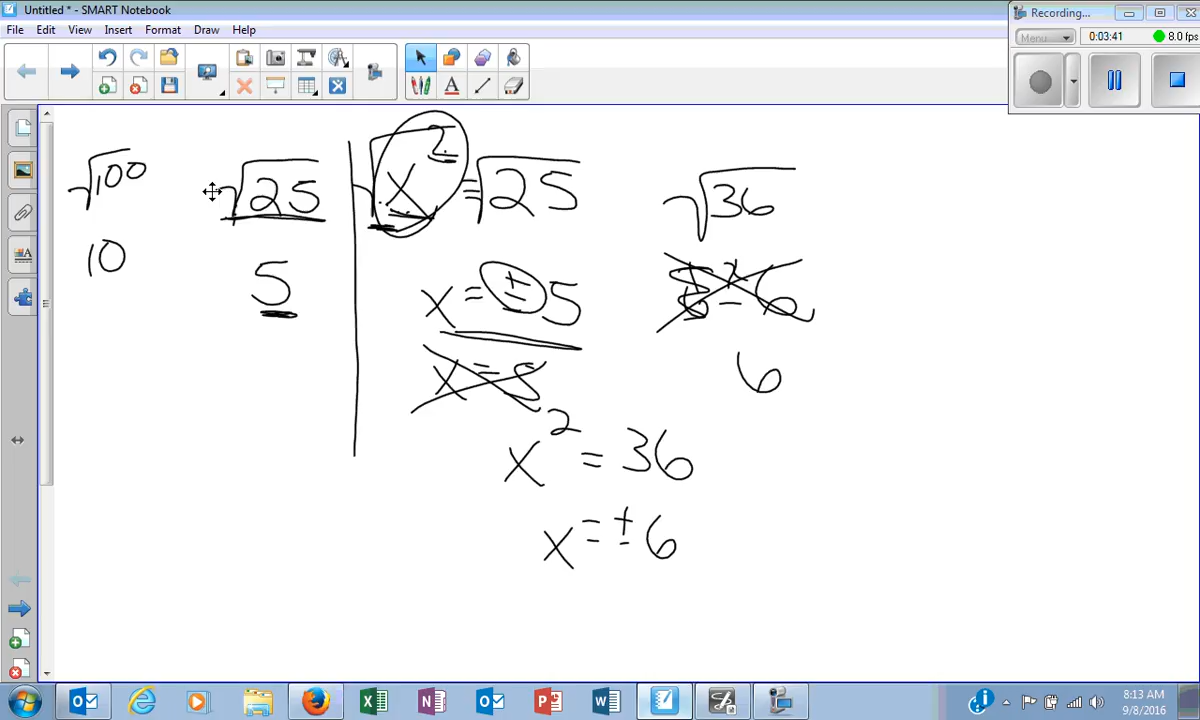 Untitled * - SMART Notebook
File Edit View Insert Format Draw Help
Recording...
Menu 0:03:41 8.0 fps
√100
10
√25
5
√x² = √25
x = ± 5
x = 5
x² = 36
x = ± 6
√36
± 6
6
8:13 AM
9/8/2016